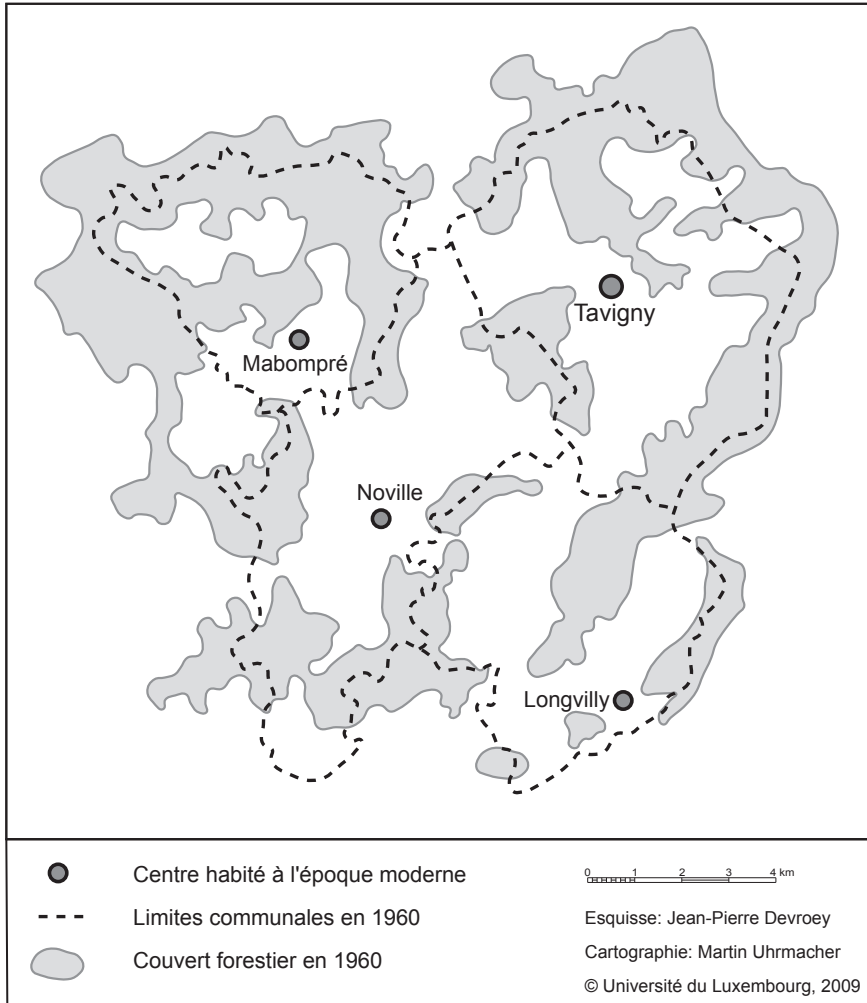 Tavigny
Mabompré
Noville
Longvilly
Centre habité à l'époque moderne
Limites communales en 1960
Couvert forestier en 1960
0 1 2 3 4 km
Esquisse: Jean-Pierre Devroey
Cartographie: Martin Uhrmacher
© Université du Luxembourg, 2009